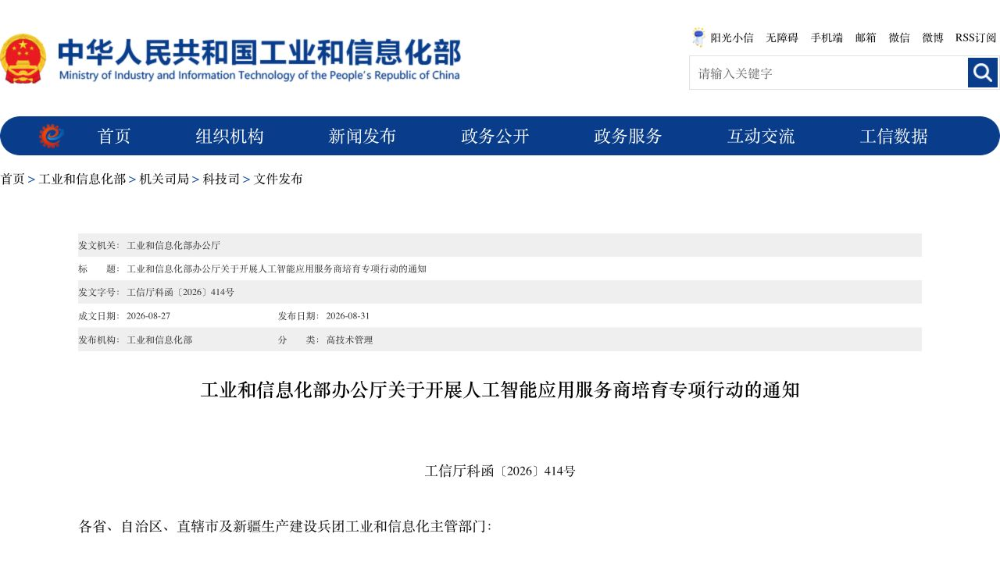 中华人民共和国工业和信息化部
Ministry of Industry and Information Technology of the People's Republic of China
阳光小信 无障碍 手机端 邮箱 微信 微博 RSS订阅
请输入关键字
首页 组织机构 新闻发布 政务公开 政务服务 互动交流 工信数据
首页 > 工业和信息化部 > 机关司局 > 科技司 > 文件发布
发文机关： 工业和信息化部办公厅
标　　题： 工业和信息化部办公厅关于开展人工智能应用服务商培育专项行动的通知
发文字号： 工信厅科函〔2026〕414号
成文日期： 2026-08-27 发布日期： 2026-08-31
发布机构： 工业和信息化部 分　　类： 高技术管理
工业和信息化部办公厅关于开展人工智能应用服务商培育专项行动的通知
工信厅科函〔2026〕414号
各省、自治区、直辖市及新疆生产建设兵团工业和信息化主管部门：